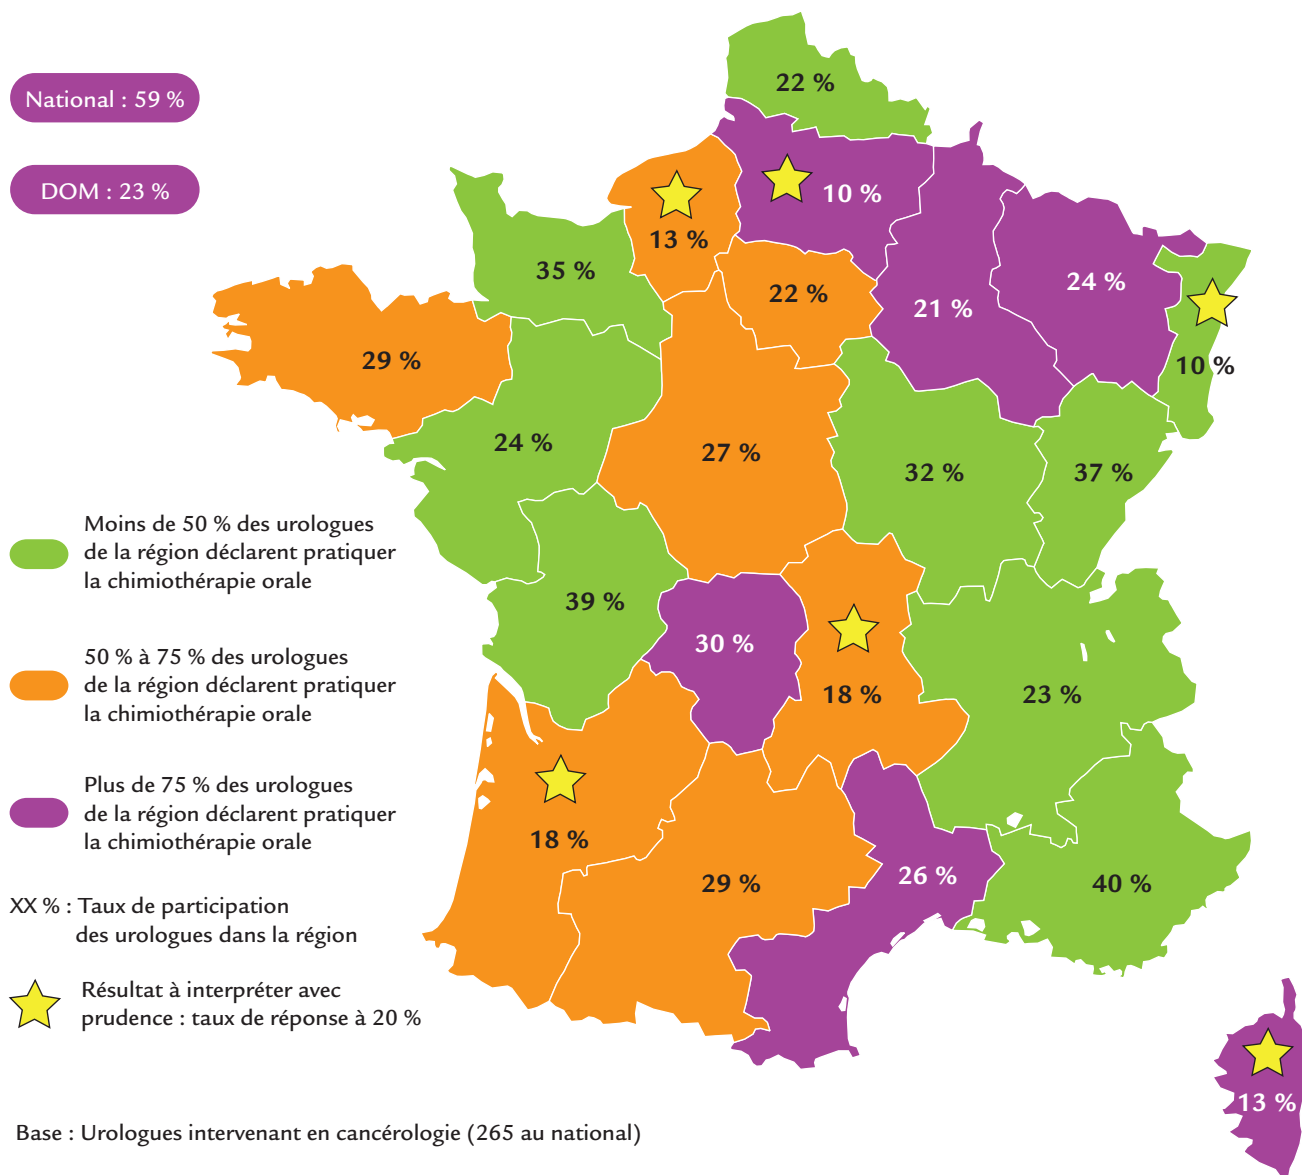 National : 59 %
DOM : 23 %
22 %
10 %
13 %
35 %
22 %
21 %
24 %
10 %
29 %
24 %
27 %
32 %
37 %
39 %
30 %
18 %
23 %
18 %
29 %
26 %
40 %
13 %
Moins de 50 % des urologues
de la région déclarent pratiquer
la chimiothérapie orale
50 % à 75 % des urologues
de la région déclarent pratiquer
la chimiothérapie orale
Plus de 75 % des urologues
de la région déclarent pratiquer
la chimiothérapie orale
XX % : Taux de participation
des urologues dans la région
Résultat à interpréter avec
prudence : taux de réponse à 20 %
Base : Urologues intervenant en cancérologie (265 au national)